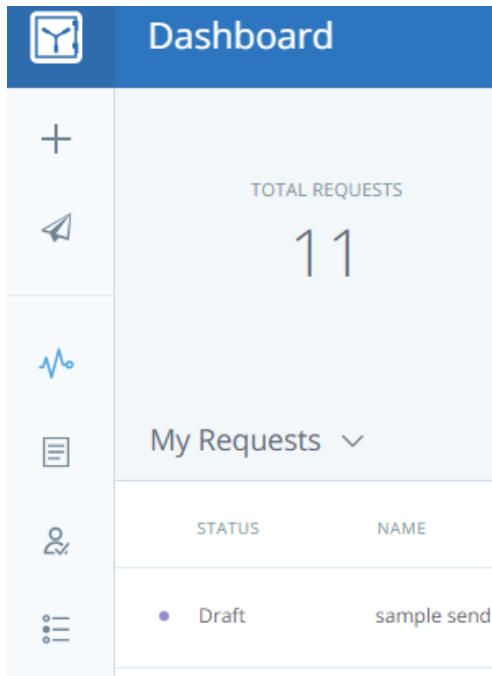 Dashboard
TOTAL REQUESTS
11
My Requests
STATUS NAME
Draft sample send